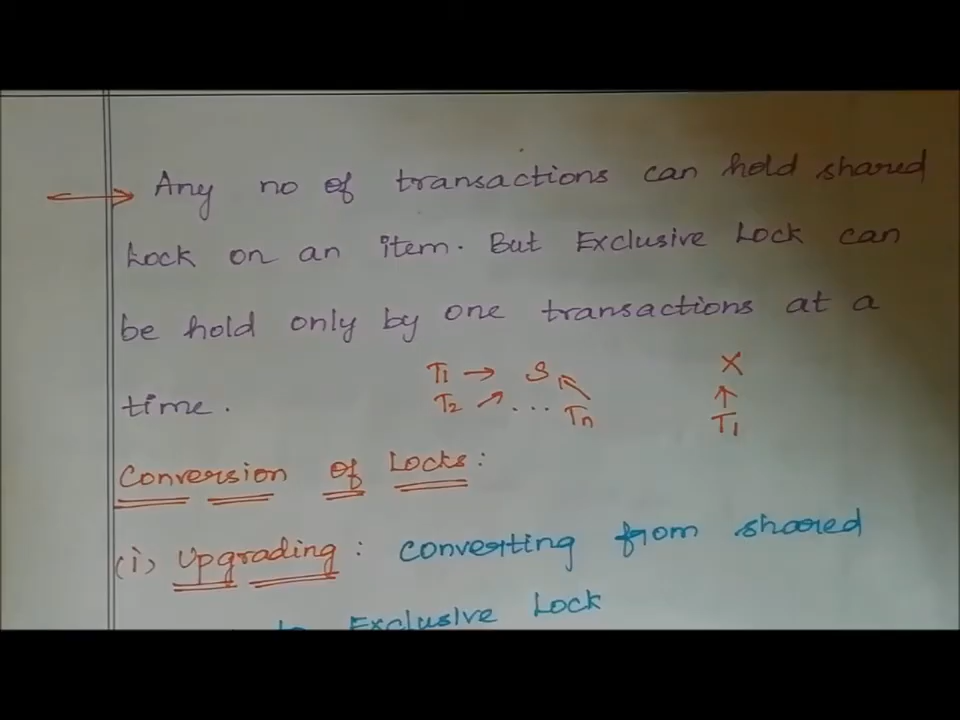 Any no of transactions can hold shared
Lock on an item. But Exclusive Lock can
be hold only by one transactions at a
time.
T1 → S X
T2 ↗ ... Tn ↖ ↑ T1
Conversion of Locks:
(i) Upgrading: converting from shared
to Exclusive Lock